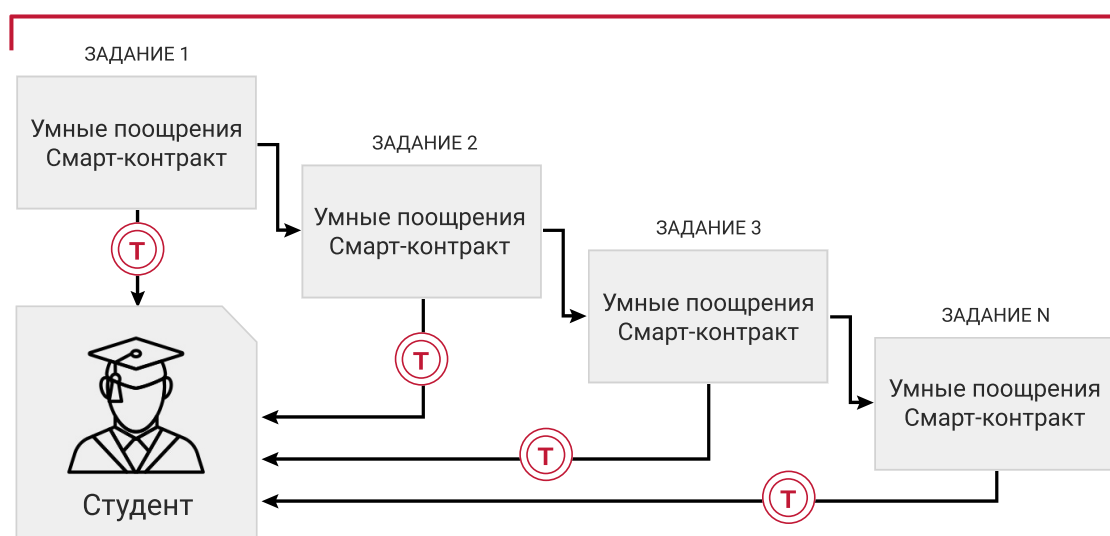 ЗАДАНИЕ 1
Умные поощрения
Смарт-контракт
ЗАДАНИЕ 2
Умные поощрения
Смарт-контракт
ЗАДАНИЕ 3
Умные поощрения
Смарт-контракт
ЗАДАНИЕ N
Умные поощрения
Смарт-контракт
T
T
T
T
Студент